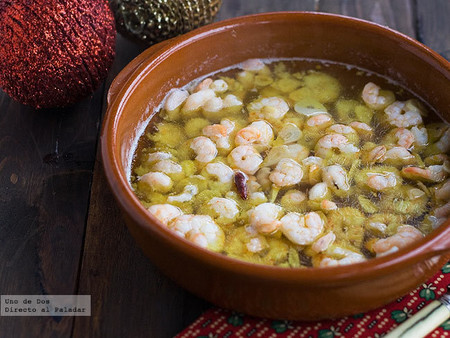 Uno de Dos
Directo al Paladar